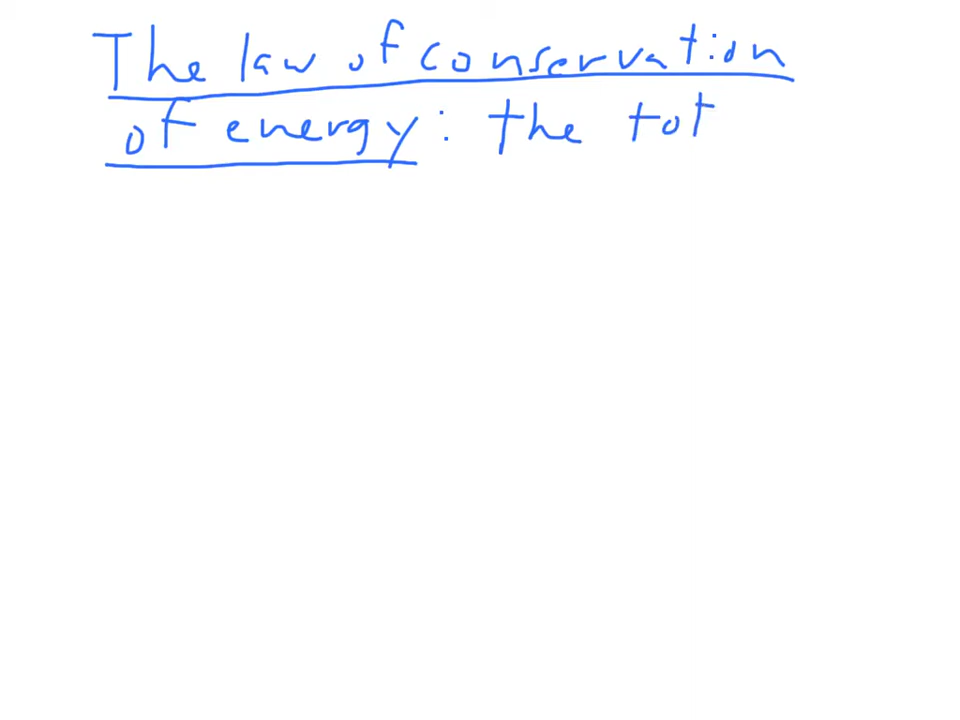 The law of conservation
of energy: the tot